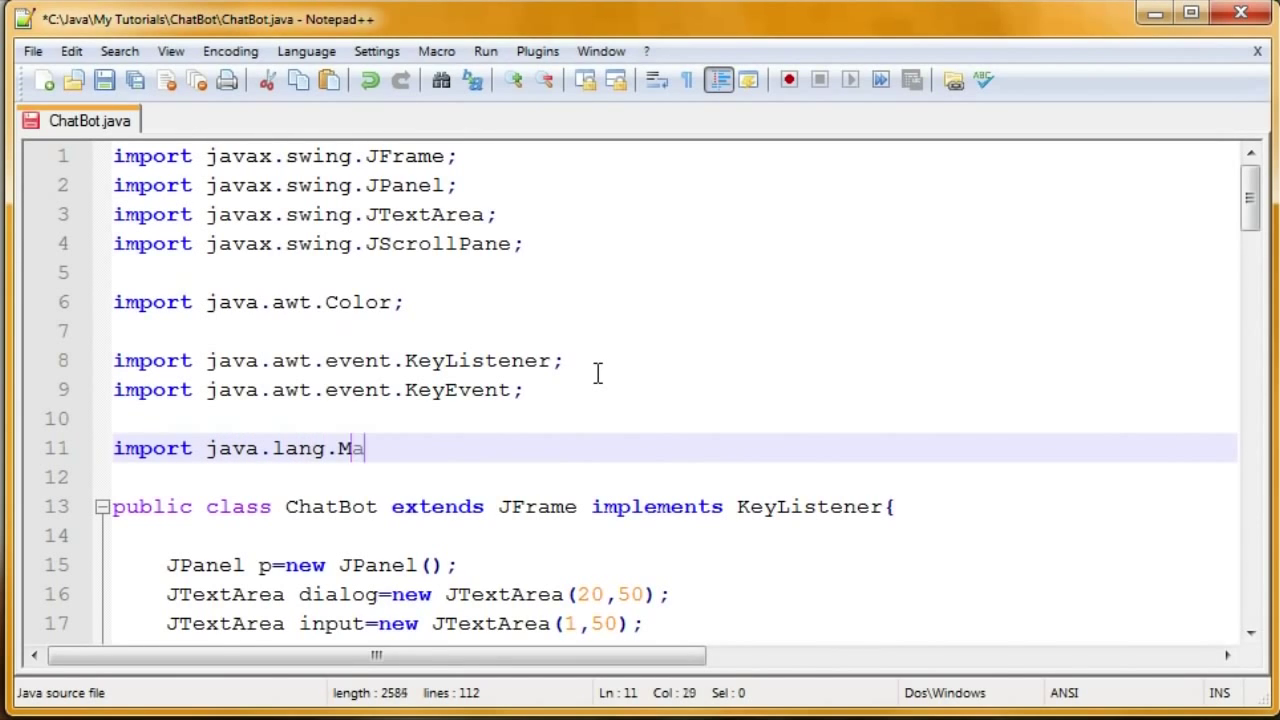 *C:\Java\My Tutorials\ChatBot\ChatBot.java - Notepad++
File Edit Search View Encoding Language Settings Macro Run Plugins Window ? X
ABC
ChatBot.java
1 import javax.swing.JFrame;
2 import javax.swing.JPanel;
3 import javax.swing.JTextArea;
4 import javax.swing.JScrollPane;
5
6 import java.awt.Color;
7
8 import java.awt.event.KeyListener;
9 import java.awt.event.KeyEvent;
10
11 import java.lang.Ma
12
13 public class ChatBot extends JFrame implements KeyListener{
14
15 JPanel p=new JPanel();
16 JTextArea dialog=new JTextArea(20,50);
17 JTextArea input=new JTextArea(1,50);
Java source file length : 2584 lines : 112 Ln : 11 Col : 19 Sel : 0 Dos\Windows ANSI INS